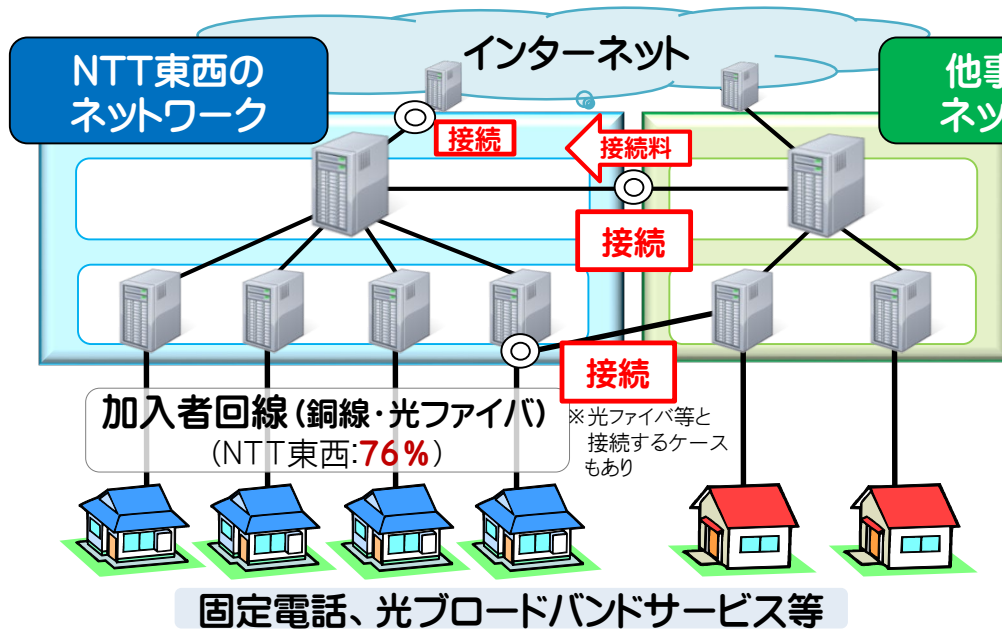 インターネット
NTT東西の
ネットワーク
他事
ネッ
接続
接続料
接続
接続
加入者回線(銅線・光ファイバ)
(NTT東西:76%)
※光ファイバ等と
接続するケース
もあり
固定電話、光ブロードバンドサービス等